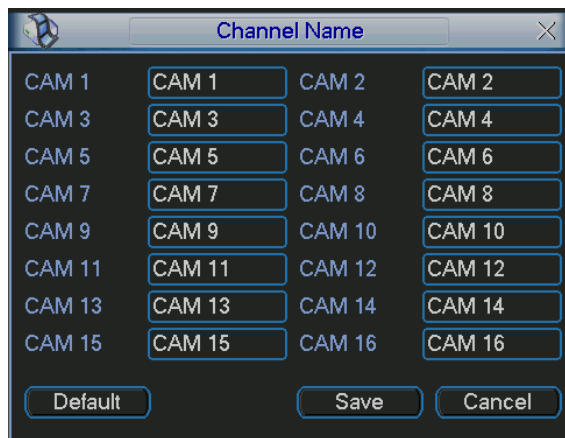 Channel Name
CAM 1 CAM 1 CAM 2 CAM 2
CAM 3 CAM 3 CAM 4 CAM 4
CAM 5 CAM 5 CAM 6 CAM 6
CAM 7 CAM 7 CAM 8 CAM 8
CAM 9 CAM 9 CAM 10 CAM 10
CAM 11 CAM 11 CAM 12 CAM 12
CAM 13 CAM 13 CAM 14 CAM 14
CAM 15 CAM 15 CAM 16 CAM 16
Default Save Cancel